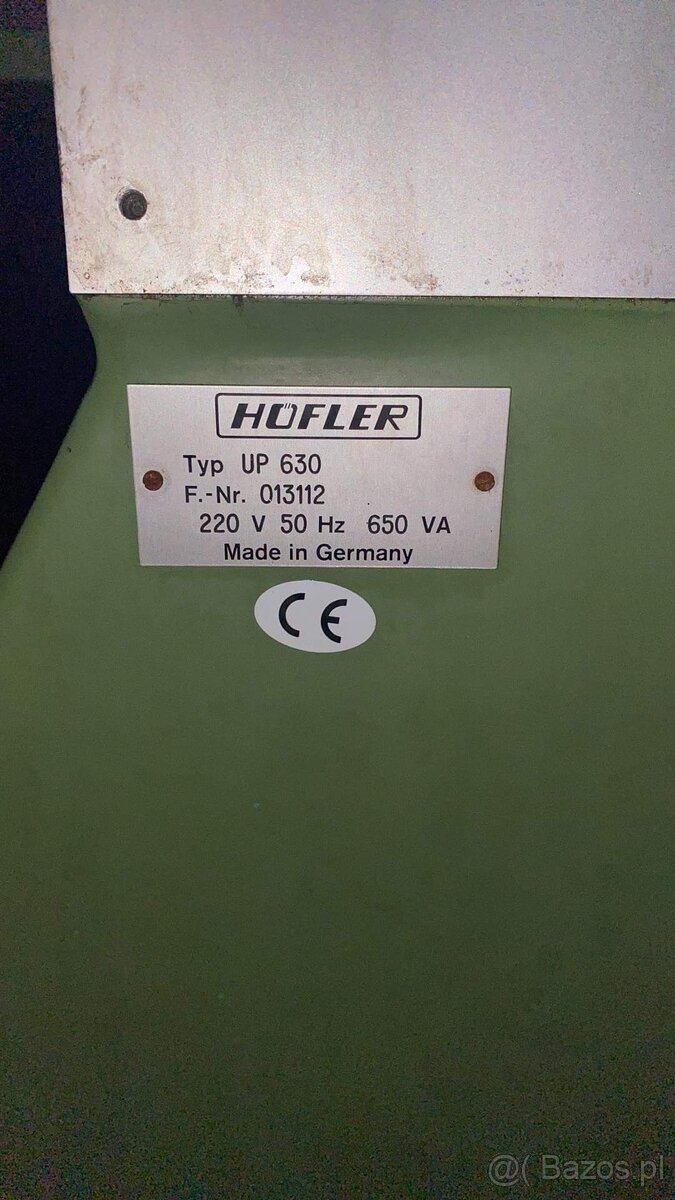 HÖFLER
Typ UP 630
F.-Nr. 013112
220 V 50 Hz 650 VA
Made in Germany
CE
@( Bazos.pl